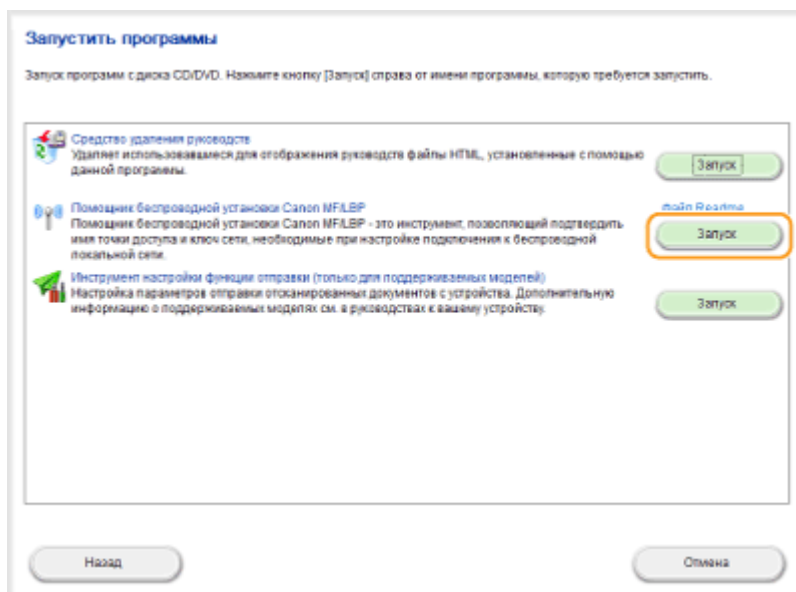 Запустить программы
Запуск программ с диска CD/DVD. Нажмите кнопку [Запуск] справа от имени программы, которую требуется запустить.
Средство удаления руководств
Удаляет использовавшиеся для отображения руководств файлы HTML, установленные с помощью
данной программы.
Запуск
Помощник беспроводной установки Canon MF/LBP
Файл Readme
Помощник беспроводной установки Canon MF/LBP - это инструмент, позволяющий подтвердить
имя точки доступа и ключ сети, необходимые при настройке подключения к беспроводной
локальной сети.
Запуск
Инструмент настройки функции отправки (только для поддерживаемых моделей)
Настройка параметров отправки отсканированных документов с устройства. Дополнительную
информацию о поддерживаемых моделях см. в руководствах к вашему устройству.
Запуск
Назад
Отмена